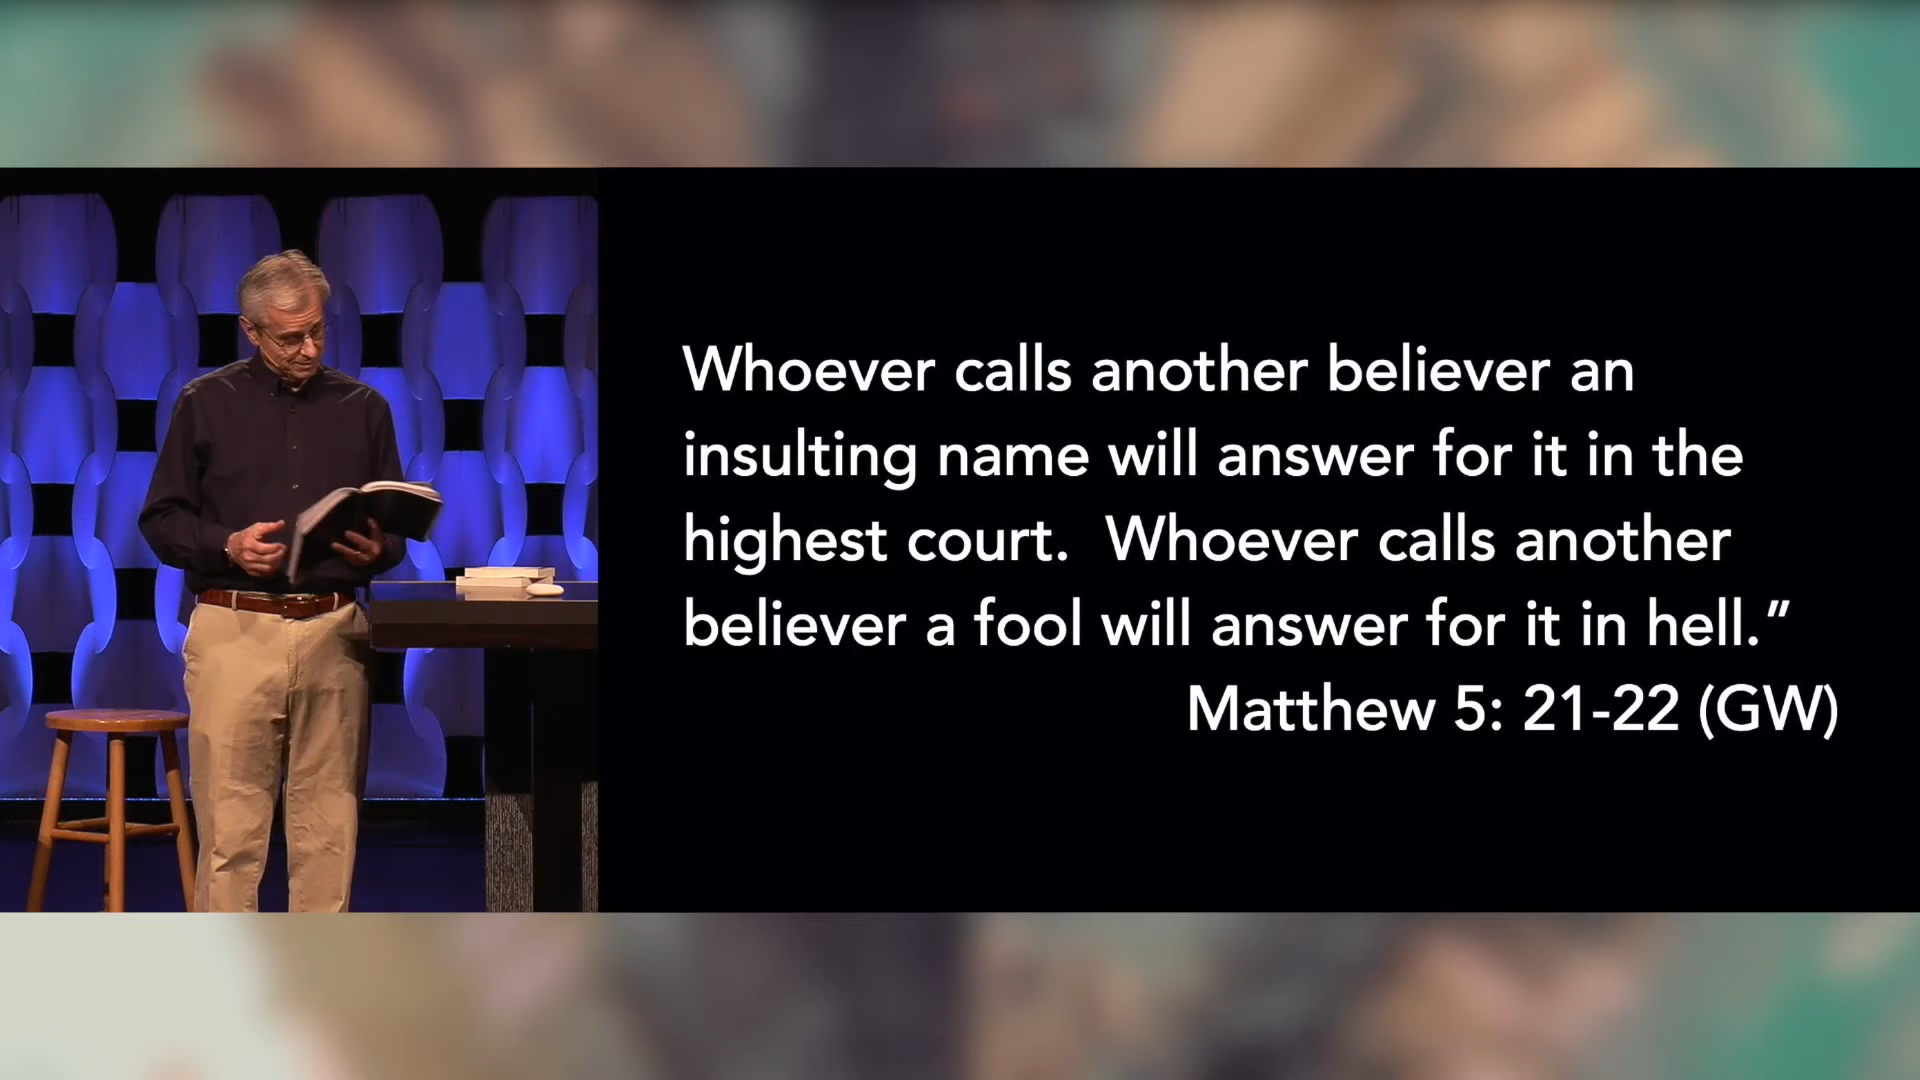 Whoever calls another believer an
insulting name will answer for it in the
highest court.  Whoever calls another
believer a fool will answer for it in hell.”
Matthew 5: 21-22 (GW)